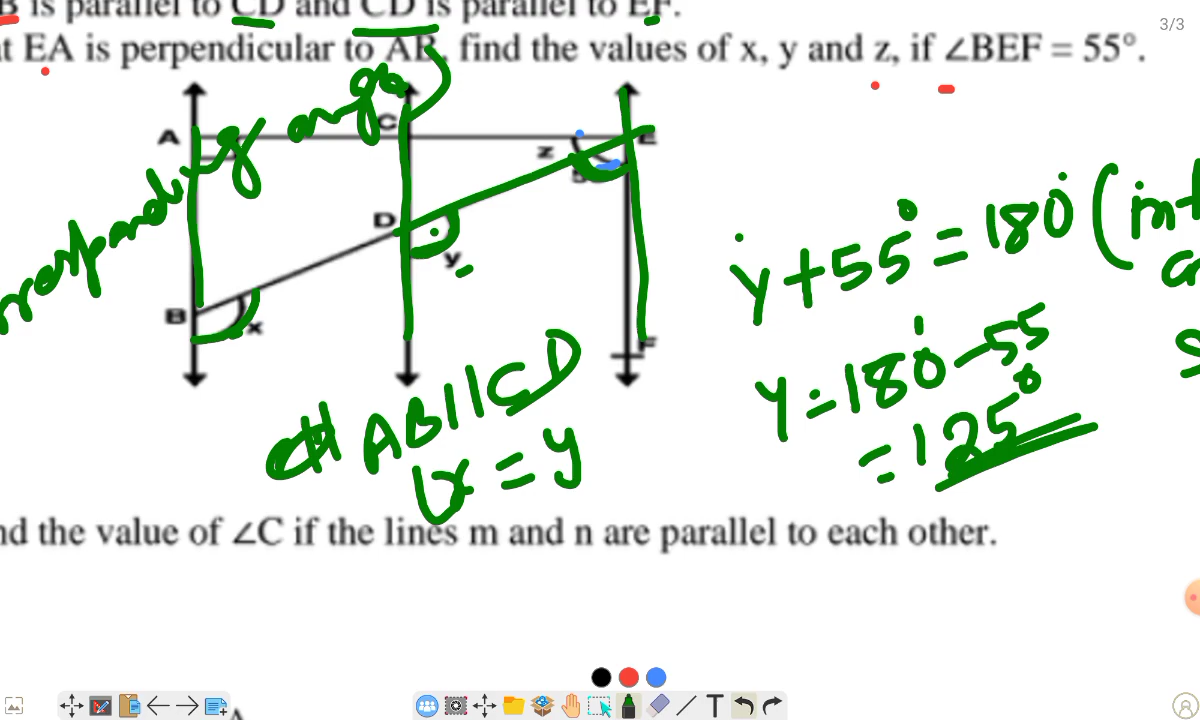 B is parallel to CD and CD is parallel to EF.
t EA is perpendicular to AB, find the values of x, y and z, if ∠BEF = 55°.
3/3
A
C
E
z
D
y
B
x
F
y + 55° = 180° (int
y = 180 - 55
= 125°
AB || CD
x = y
nd the value of ∠C if the lines m and n are parallel to each other.
T